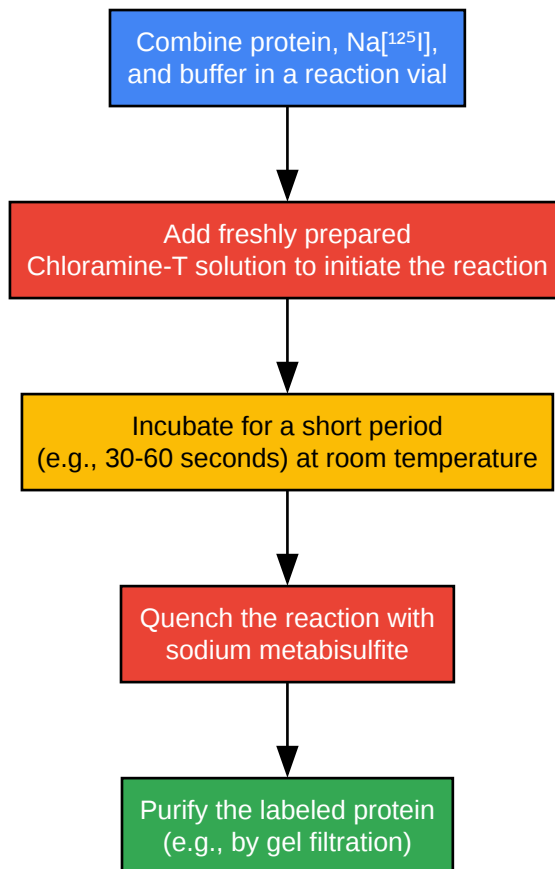 Combine protein, Na[¹²⁵I],
and buffer in a reaction vial
Add freshly prepared
Chloramine-T solution to initiate the reaction
Incubate for a short period
(e.g., 30-60 seconds) at room temperature
Quench the reaction with
sodium metabisulfite
Purify the labeled protein
(e.g., by gel filtration)